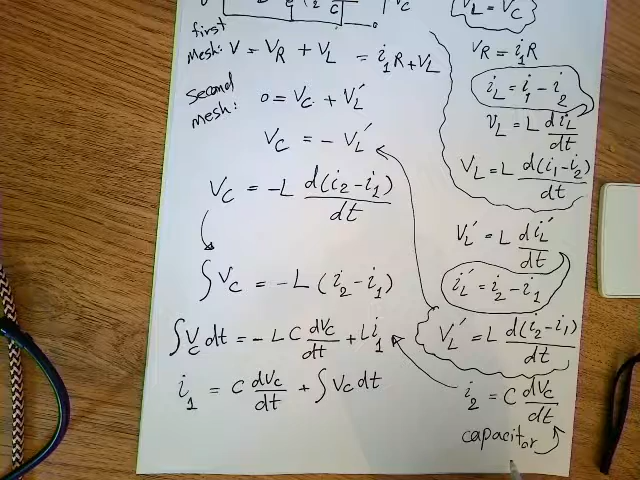 V_L = V_C
first
mesh: V = V_R + V_L = i_1 R + V_L
second
mesh: 0 = V_C + V_L'
V_C = - V_L'
V_C = -L d(i_2 - i_1)/dt
∫V_C = -L (i_2 - i_1)
∫V_C dt = -LC dV_C/dt + L i_1
i_1 = C dV_C/dt + ∫V_C dt
V_R = i_1 R
i_L = i_1 - i_2
V_L = L di_L/dt
V_L = L d(i_1 - i_2)/dt
V_L' = L di_L'/dt
i_L' = i_2 - i_1
V_L' = L d(i_2 - i_1)/dt
i_2 = C dV_C/dt
capacitor